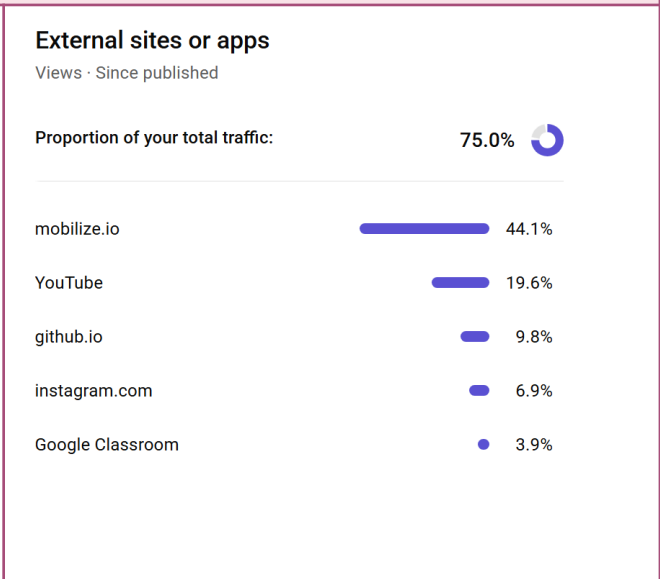 External sites or apps
Views · Since published
Proportion of your total traffic: 75.0%
mobilize.io 44.1%
YouTube 19.6%
github.io 9.8%
instagram.com 6.9%
Google Classroom 3.9%